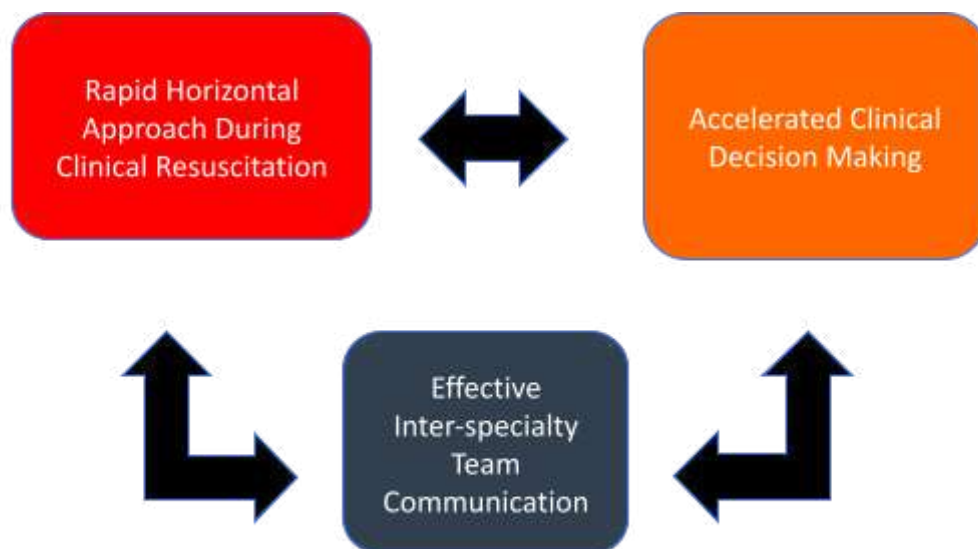 Rapid Horizontal
Approach During
Clinical Resuscitation
Accelerated Clinical
Decision Making
Effective
Inter-specialty
Team
Communication